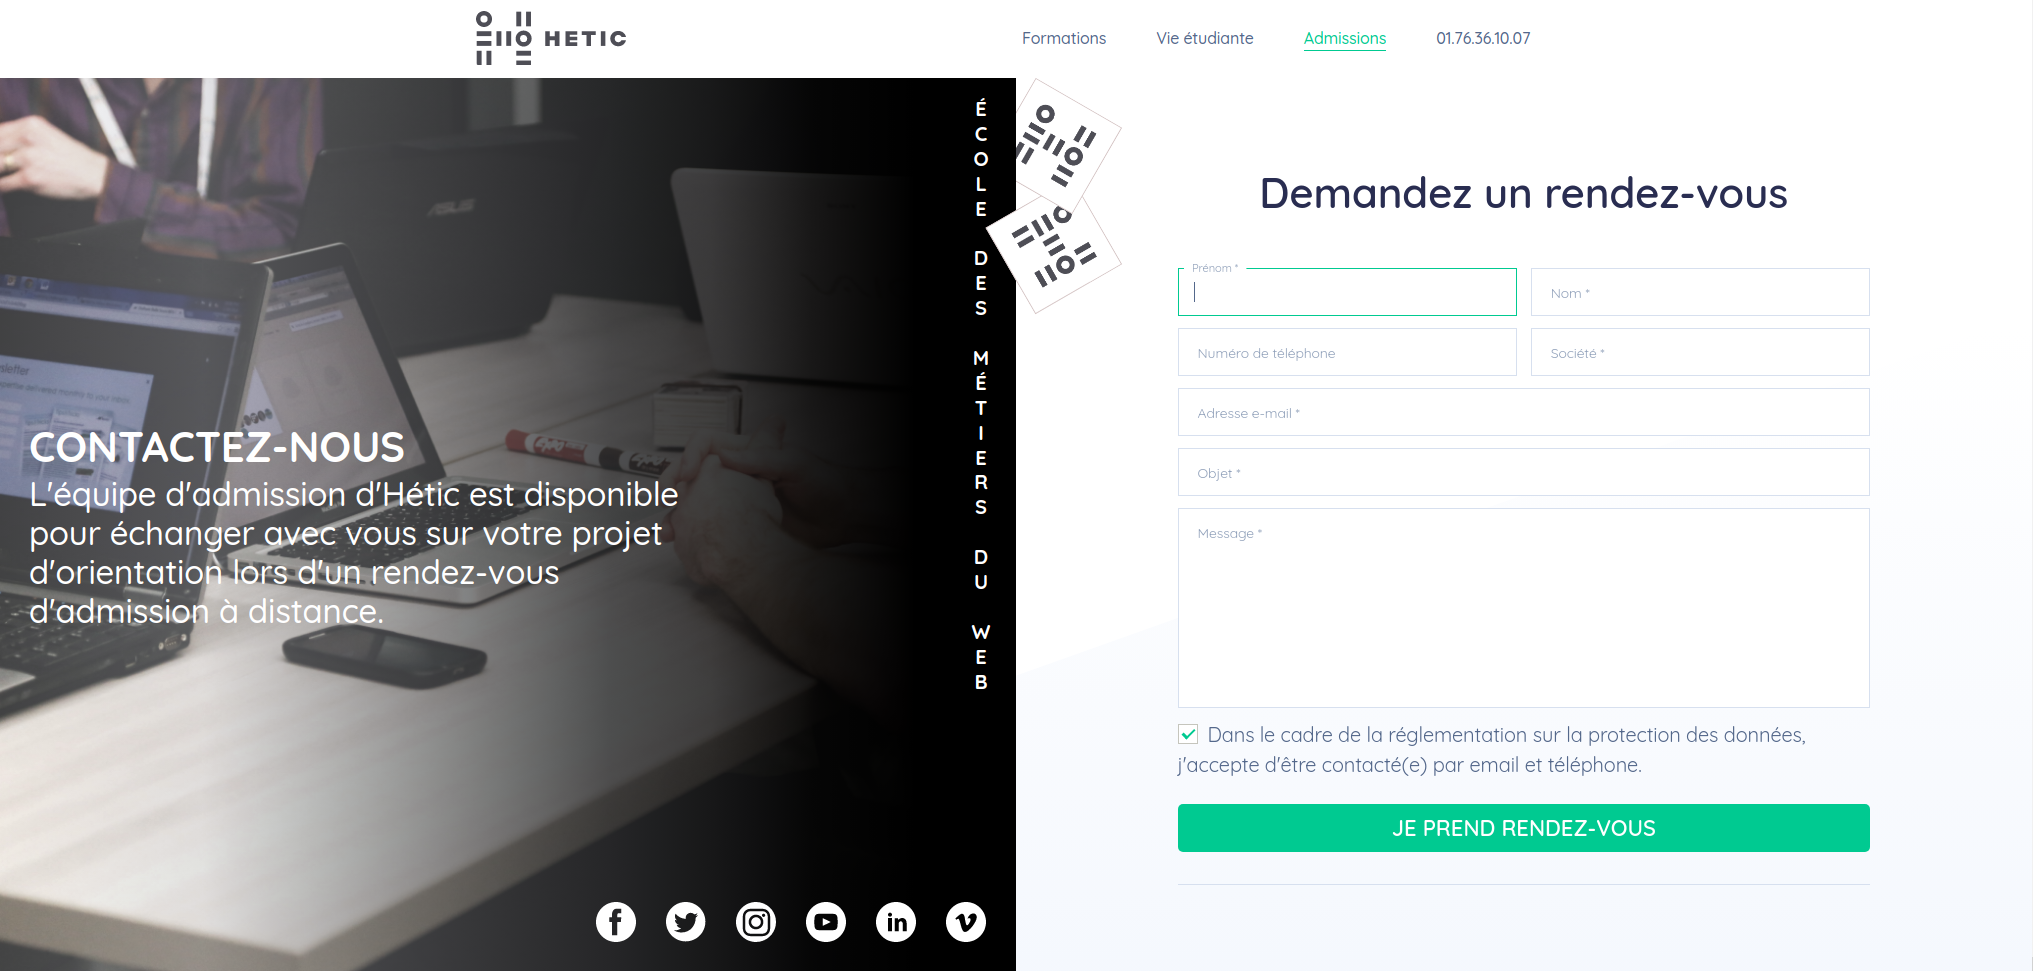 HETIC
Formations
Vie étudiante
Admissions
01.76.36.10.07
CONTACTEZ-NOUS
L'équipe d'admission d'Hétic est disponible
pour échanger avec vous sur votre projet
d'orientation lors d'un rendez-vous
d'admission à distance.
ÉCOLE DES MÉTIERS DU WEB
ASUS
EXPO
EXPO
Demandez un rendez-vous
Prénom *
Nom *
Numéro de téléphone
Société *
Adresse e-mail *
Objet *
Message *
Dans le cadre de la réglementation sur la protection des données,
j'accepte d'être contacté(e) par email et téléphone.
JE PREND RENDEZ-VOUS